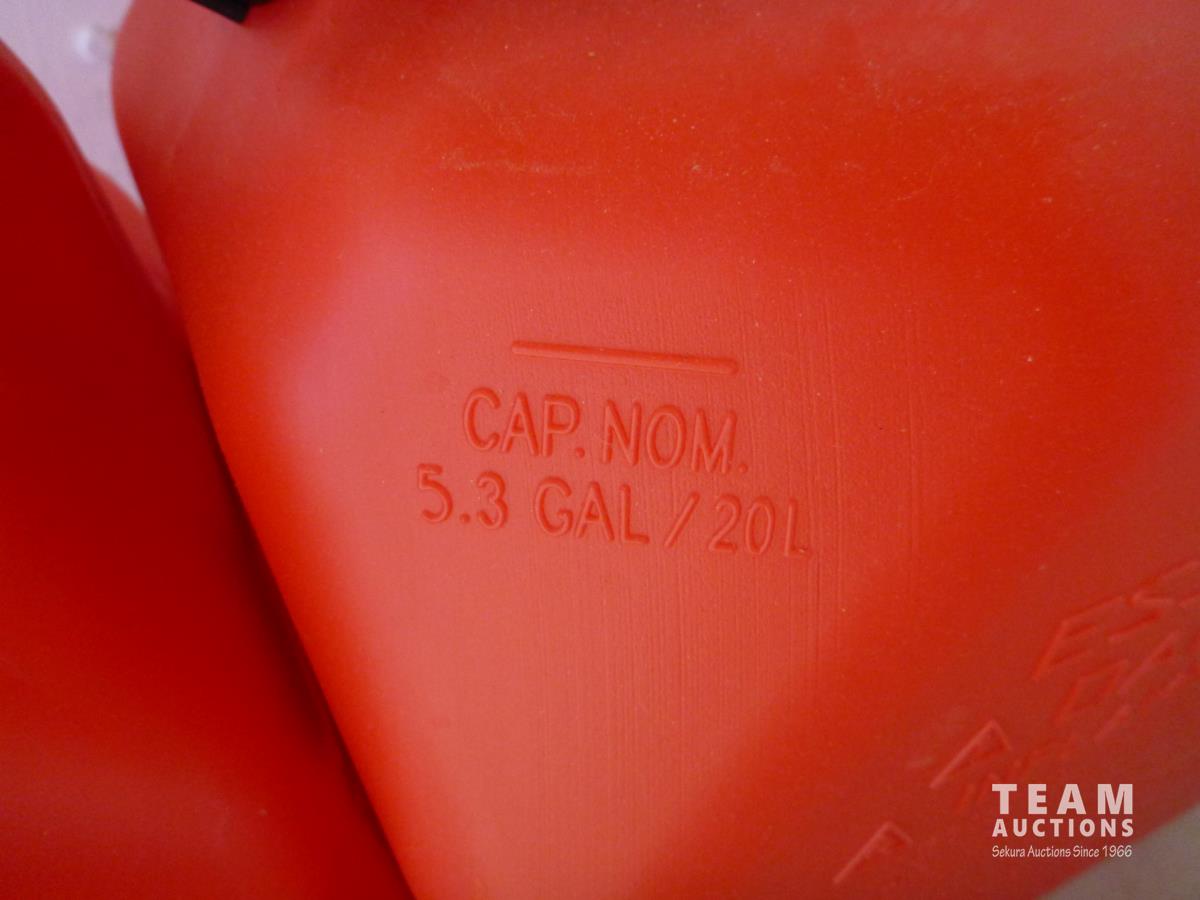 CAP. NOM.
5.3 GAL / 20L
TEAM
AUCTIONS
Sekura Auctions Since 1966